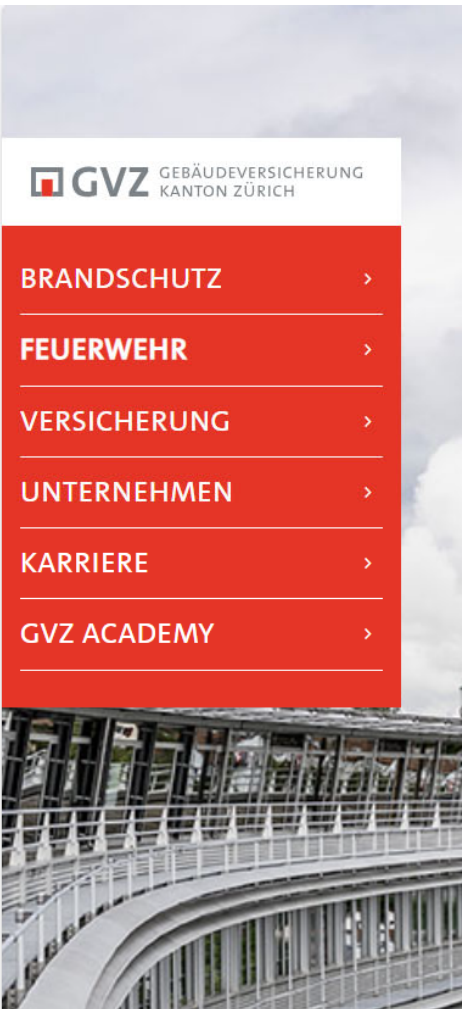 GVZ GEBÄUDEVERSICHERUNG
KANTON ZÜRICH
BRANDSCHUTZ
FEUERWEHR
VERSICHERUNG
UNTERNEHMEN
KARRIERE
GVZ ACADEMY